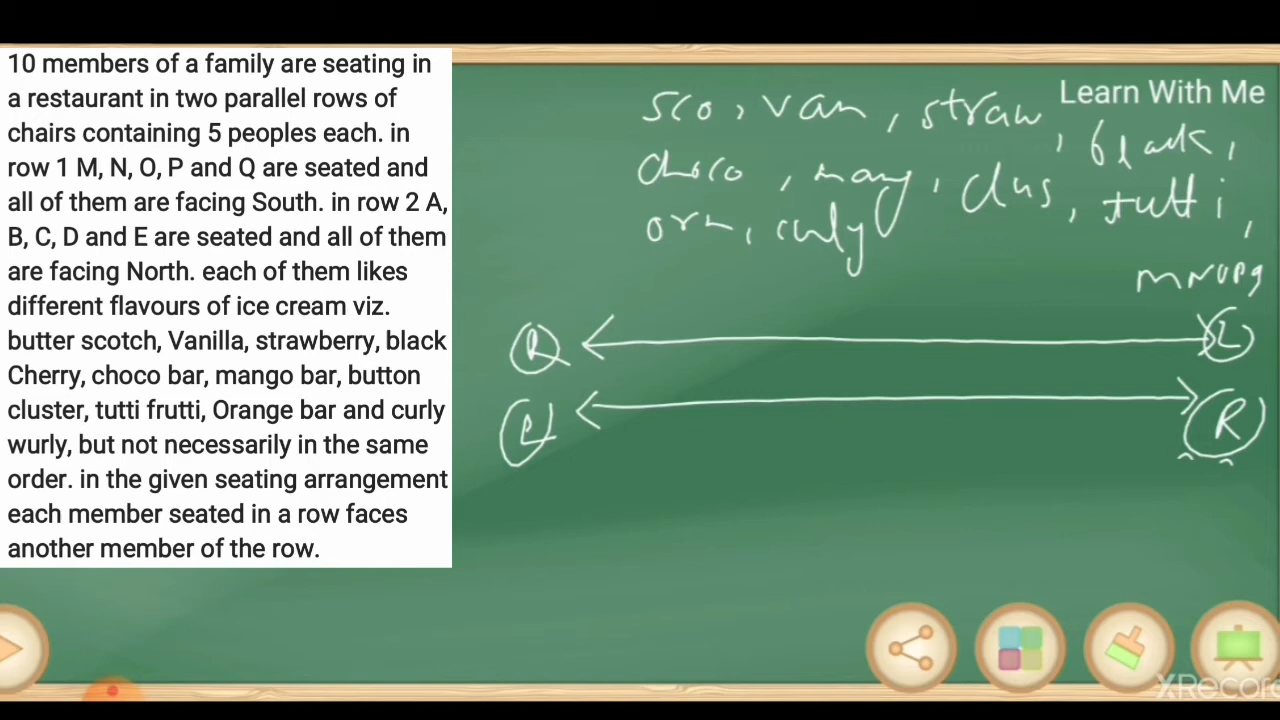 10 members of a family are seating in
a restaurant in two parallel rows of
chairs containing 5 peoples each. in
row 1 M, N, O, P and Q are seated and
all of them are facing South. in row 2 A,
B, C, D and E are seated and all of them
are facing North. each of them likes
different flavours of ice cream viz.
butter scotch, Vanilla, strawberry, black
Cherry, choco bar, mango bar, button
cluster, tutti frutti, Orange bar and curly
wurly, but not necessarily in the same
order. in the given seating arrangement
each member seated in a row faces
another member of the row.
Learn With Me
sco, van, straw, black,
choco, mang, clus, tutti,
curly
MNOPQ
R L
L R
XRecor